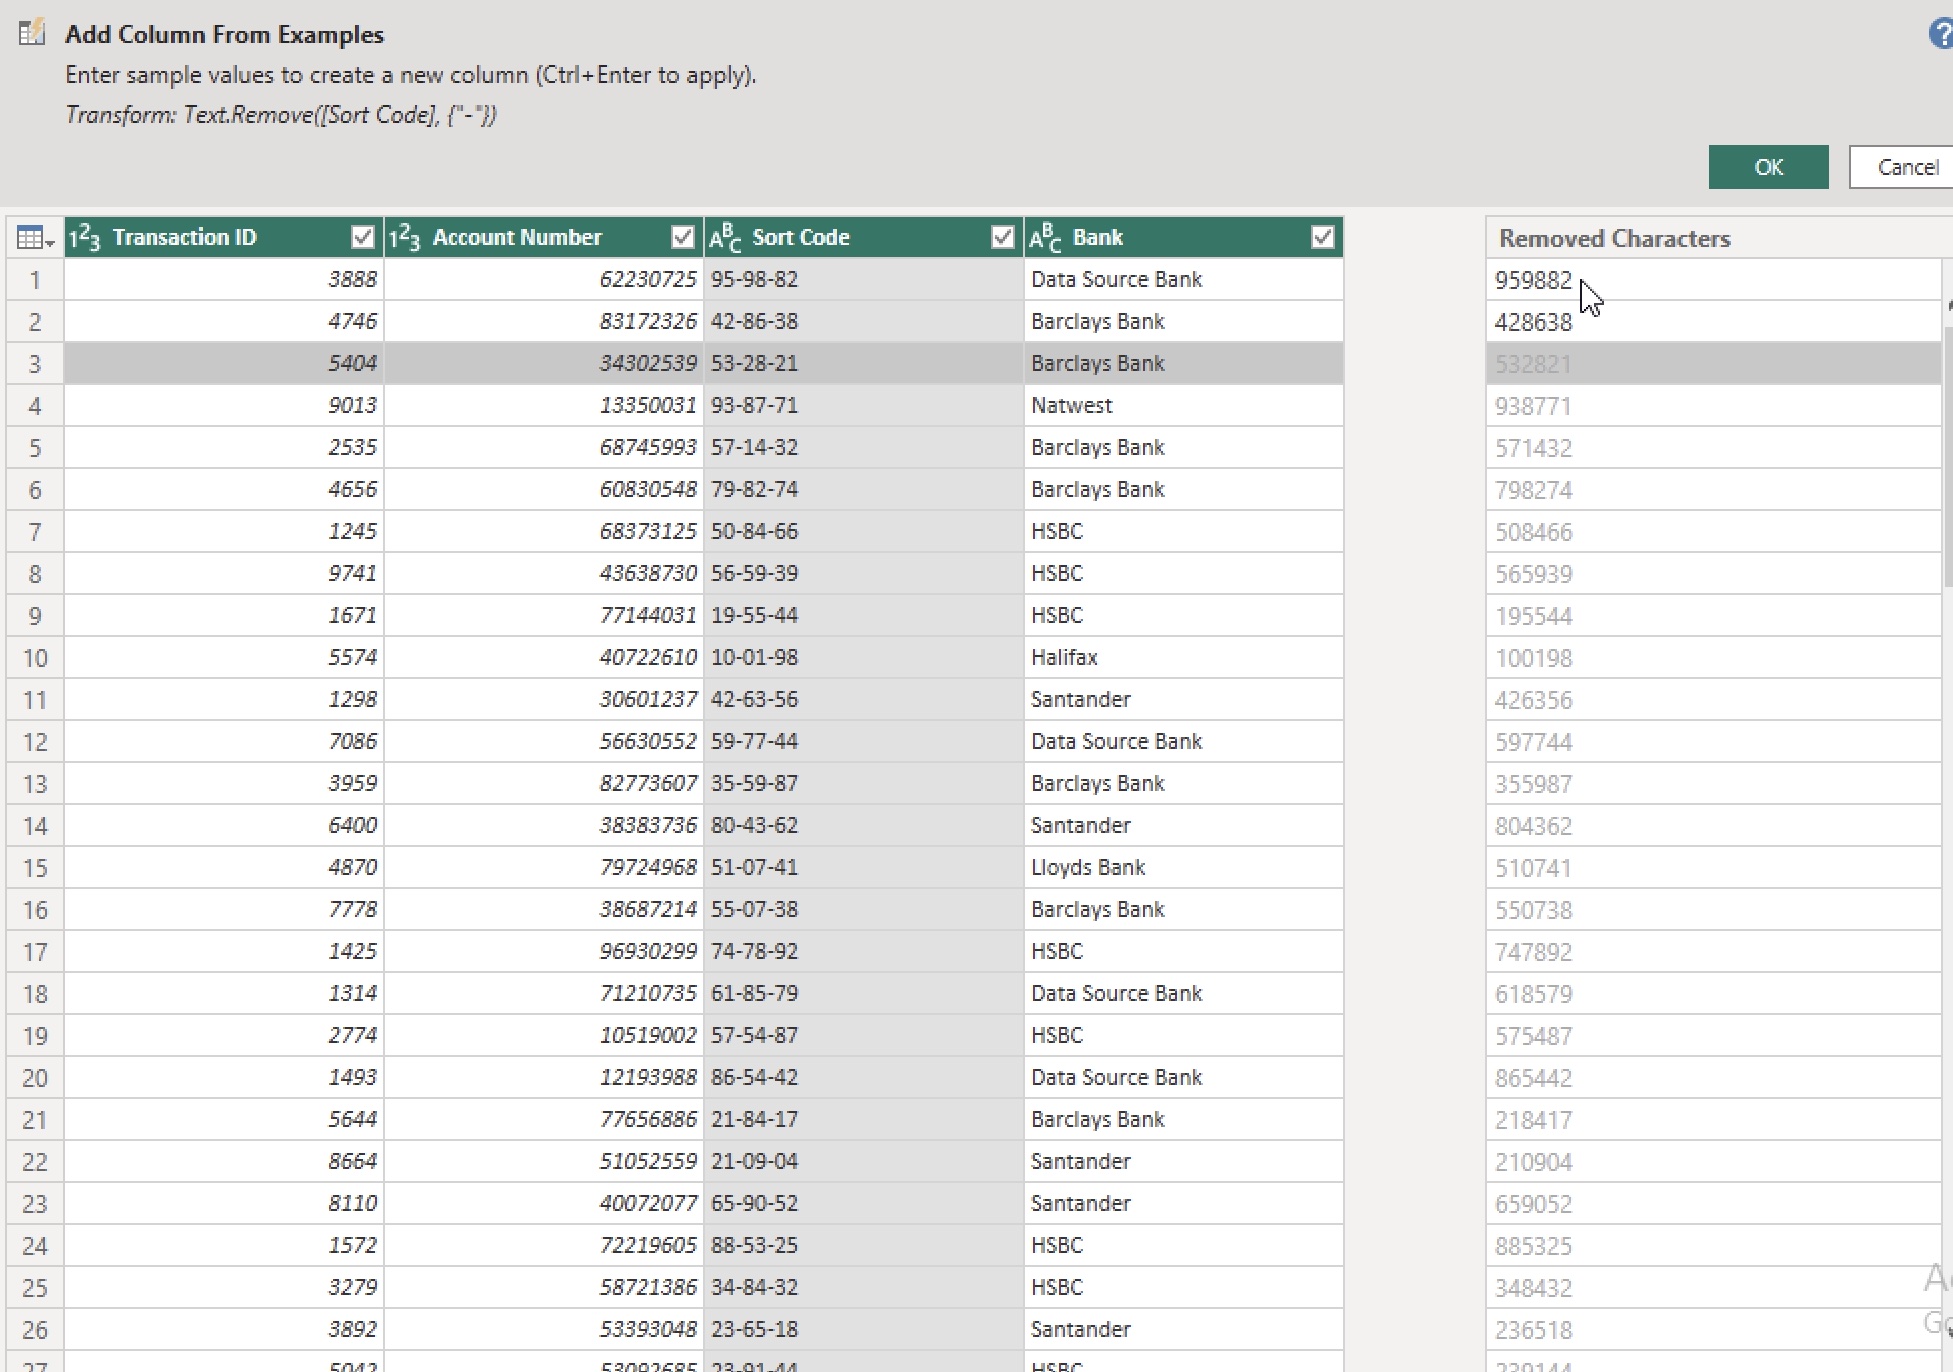 Add Column From Examples
Enter sample values to create a new column (Ctrl+Enter to apply).
Transform: Text.Remove([Sort Code], {"-"})
?
OK Cancel
1²3 Transaction ID 1²3 Account Number ABC Sort Code ABC Bank Removed Characters
1 3888 62230725 95-98-82 Data Source Bank 959882
2 4746 83172326 42-86-38 Barclays Bank 428638
3 5404 34302539 53-28-21 Barclays Bank 532821
4 9013 13350031 93-87-71 Natwest 938771
5 2535 68745993 57-14-32 Barclays Bank 571432
6 4656 60830548 79-82-74 Barclays Bank 798274
7 1245 68373125 50-84-66 HSBC 508466
8 9741 43638730 56-59-39 HSBC 565939
9 1671 77144031 19-55-44 HSBC 195544
10 5574 40722610 10-01-98 Halifax 100198
11 1298 30601237 42-63-56 Santander 426356
12 7086 56630552 59-77-44 Data Source Bank 597744
13 3959 82773607 35-59-87 Barclays Bank 355987
14 6400 38383736 80-43-62 Santander 804362
15 4870 79724968 51-07-41 Lloyds Bank 510741
16 7778 38687214 55-07-38 Barclays Bank 550738
17 1425 96930299 74-78-92 HSBC 747892
18 1314 71210735 61-85-79 Data Source Bank 618579
19 2774 10519002 57-54-87 HSBC 575487
20 1493 12193988 86-54-42 Data Source Bank 865442
21 5644 77656886 21-84-17 Barclays Bank 218417
22 8664 51052559 21-09-04 Santander 210904
23 8110 40072077 65-90-52 Santander 659052
24 1572 72219605 88-53-25 HSBC 885325
25 3279 58721386 34-84-32 HSBC 348432
26 3892 53393048 23-65-18 Santander 236518
27 5042 53092685 23-91-44 HSBC 239144